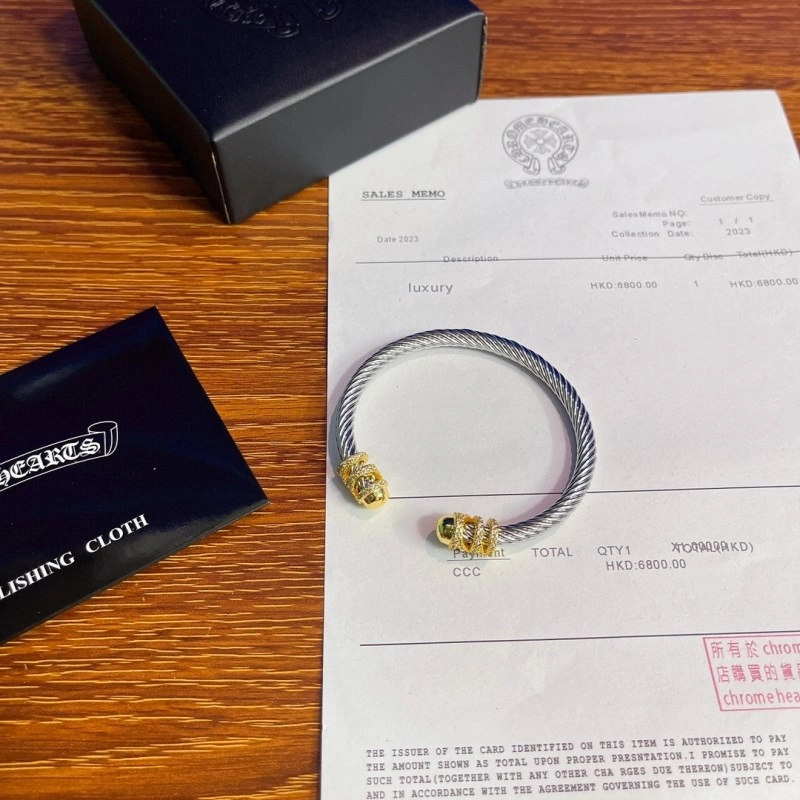 CHROME HEARTS
SALES MEMO
Customer Copy
Sales Memo NO:
Page: 1 / 1
Collection Date: 2023
Date 2023
Description Unit Price Qty Disc Total(HKD)
luxury HKD:6800.00 1 HKD:6800.00
Payment TOTAL QTY1
CCC HKD:6800.00
所有於 chrom
店購買的貨
chrome hea
THE ISSUER OF THE CARD IDENTIFIED ON THIS ITEM IS AUTHORIZED TO PAY
THE AMOUNT SHOWN AS TOTAL UPON PROPER PRESNTATION.I PROMISE TO PAY
SUCH TOTAL(TOGETHER WITH ANY OTHER CHA RGES DUE THEREON)SUBJECT TO
AND IN ACCORDANCE WITH THE AGREEMENT GOVERNING THE USE OF SUCH CARD.
HEARTS
LISHING CLOTH